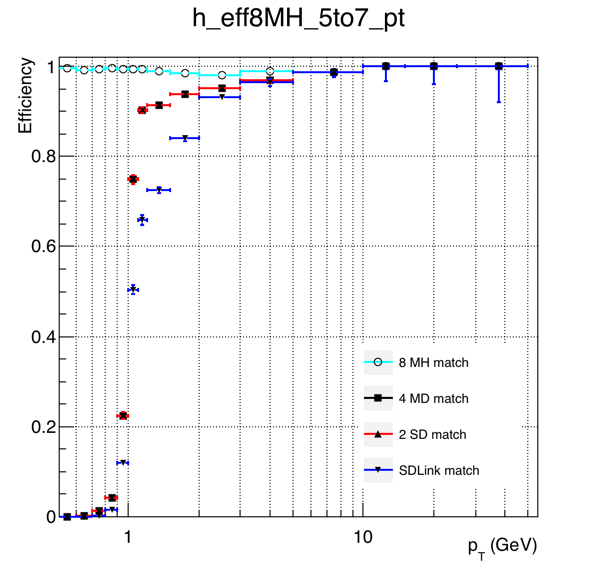 h_eff8MH_5to7_pt
Efficiency
1
0.8
0.6
0.4
0.2
0
8 MH match
4 MD match
2 SD match
SDLink match
1
10
p_T (GeV)